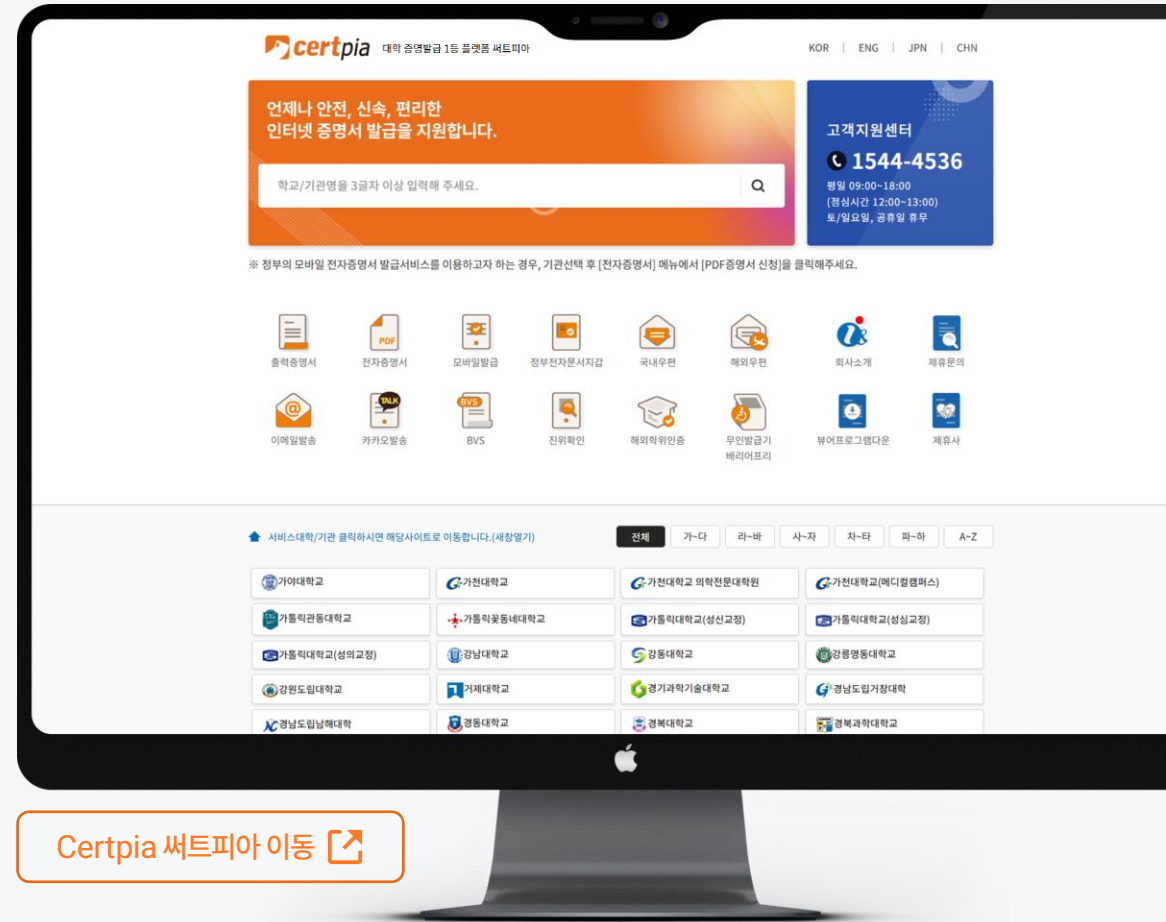 certpia 대학 증명발급 1등 플랫폼 써트피아
KOR | ENG | JPN | CHN
언제나 안전, 신속, 편리한
인터넷 증명서 발급을 지원합니다.
학교/기관명을 3글자 이상 입력해 주세요.
고객지원센터
1544-4536
평일 09:00~18:00
(점심시간 12:00~13:00)
토/일요일, 공휴일 휴무
※ 정부의 모바일 전자증명서 발급서비스를 이용하고자 하는 경우, 기관선택 후 [전자증명서] 메뉴에서 [PDF증명서 신청]을 클릭해주세요.
PDF
출력증명서 전자증명서 모바일발급 정부전자문서지갑 국내우편 해외우편 회사소개 제휴문의
@ TALK BVS
이메일발송 카카오발송 BVS 진위확인 해외학위인증 무인발급기 뷰어프로그램다운 제휴사
배리어프리
서비스대학/기관 클릭하시면 해당사이트로 이동합니다.(새창열기) 전체 가~다 라~바 사~자 차~타 파~하 A~Z
가야대학교 가천대학교 가천대학교 의학전문대학원 가천대학교(메디컬캠퍼스)
가톨릭관동대학교 가톨릭꽃동네대학교 가톨릭대학교(성신교정) 가톨릭대학교(성심교정)
가톨릭대학교(성의교정) 강남대학교 강동대학교 강릉영동대학교
강원도립대학교 거제대학교 경기과학기술대학교 경남도립거창대학
경남도립남해대학 경동대학교 경북대학교 경북과학대학교
Certpia 써트피아 이동